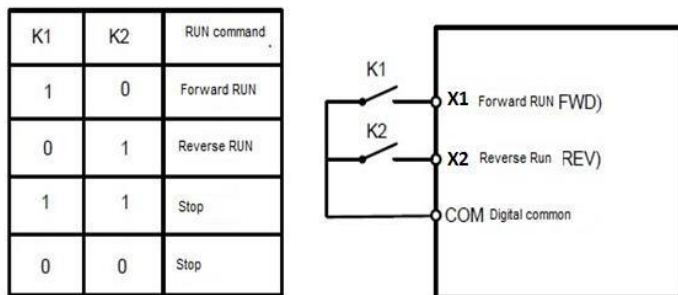 K1 K2 RUN command .
1 0 Forward RUN
0 1 Reverse RUN
1 1 Stop
0 0 Stop
K1
X1 Forward RUN FWD)
K2
X2 Reverse Run REV)
COM Digital common